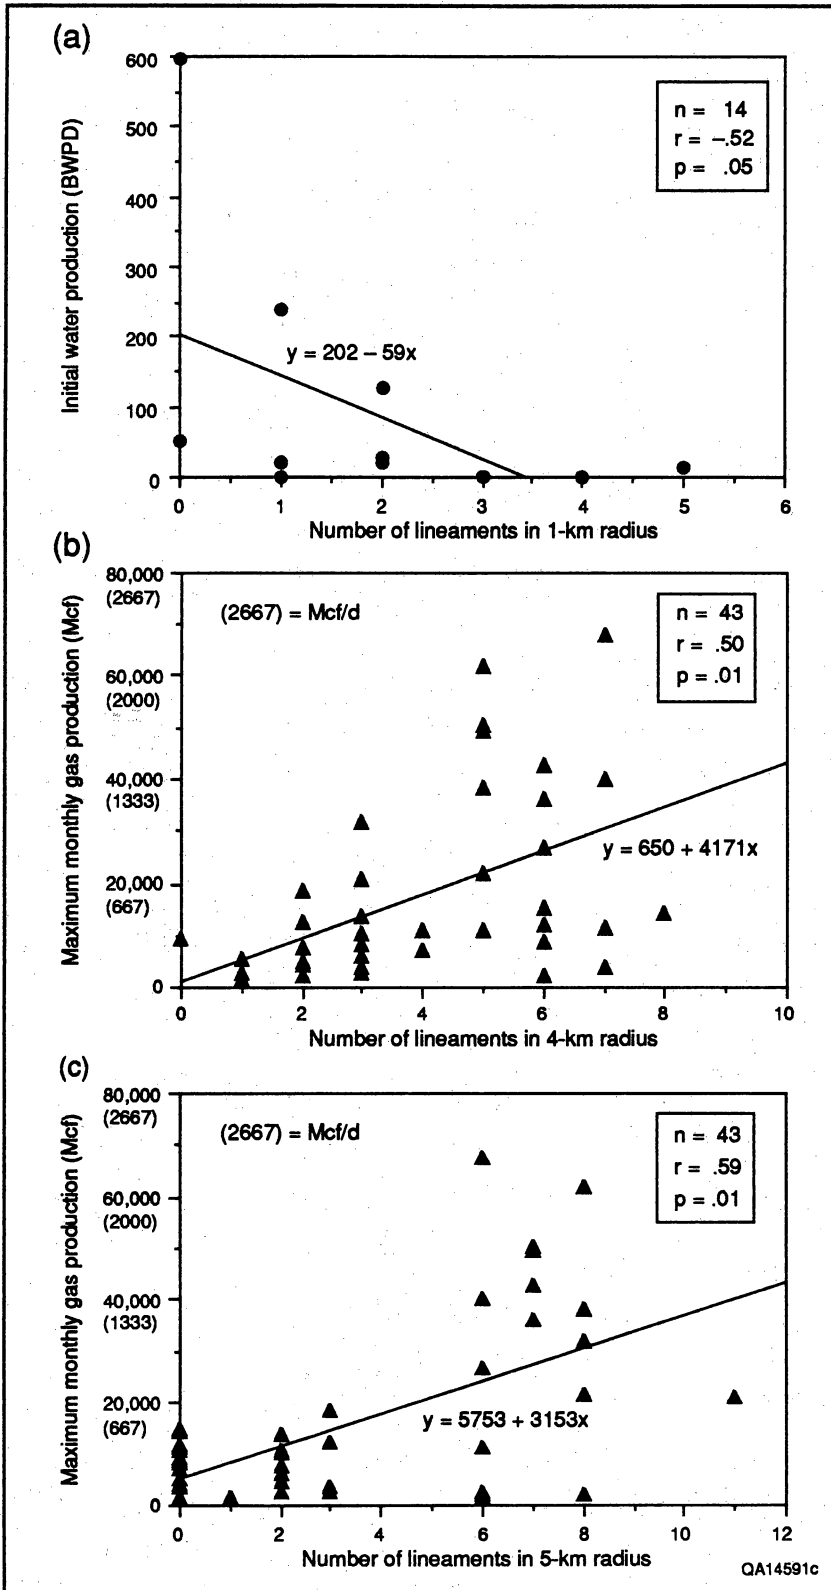 (a)
600
500
400
300
200
100
0
Initial water production (BWPD)
n = 14
r = –.52
p = .05
y = 202 – 59x
0 1 2 3 4 5 6
Number of lineaments in 1-km radius
(b)
80,000
(2667)
60,000
(2000)
40,000
(1333)
20,000
(667)
0
Maximum monthly gas production (Mcf)
(2667) = Mcf/d
n = 43
r = .50
p = .01
y = 650 + 4171x
0 2 4 6 8 10
Number of lineaments in 4-km radius
(c)
80,000
(2667)
60,000
(2000)
40,000
(1333)
20,000
(667)
0
Maximum monthly gas production (Mcf)
(2667) = Mcf/d
n = 43
r = .59
p = .01
y = 5753 + 3153x
0 2 4 6 8 10 12
Number of lineaments in 5-km radius
QA14591c